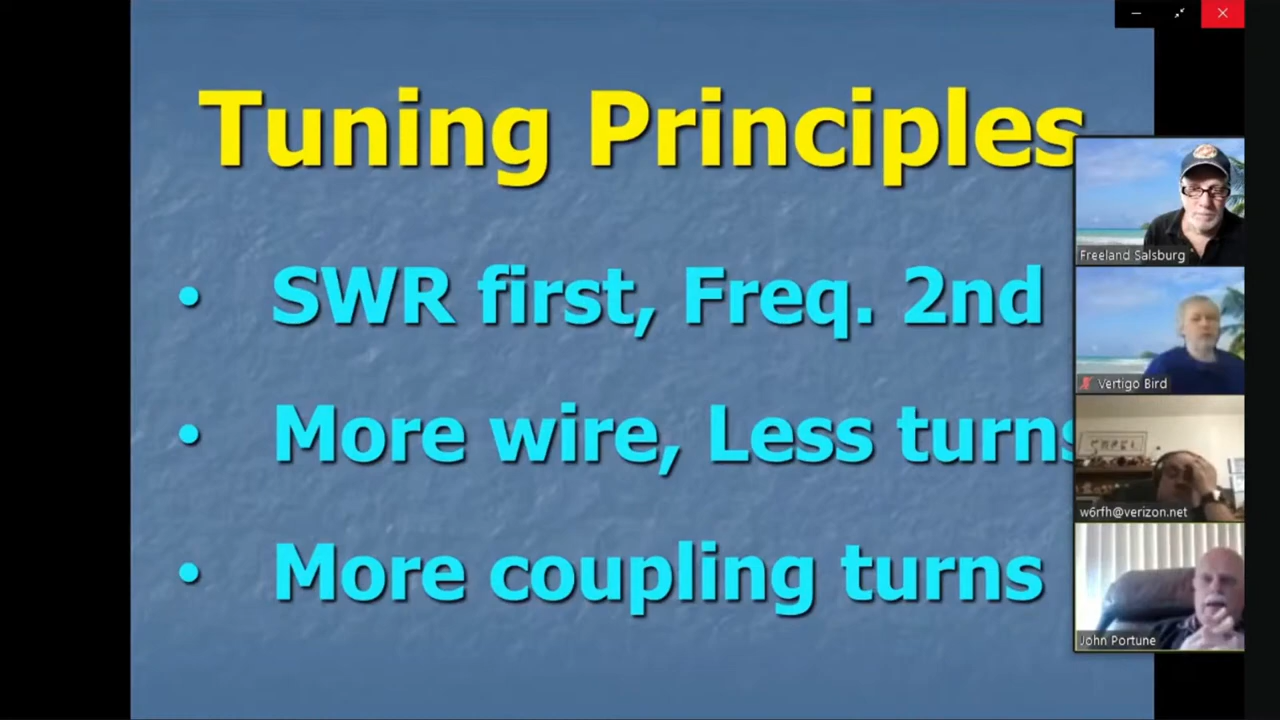 Tuning Principles
• SWR first, Freq. 2nd
• More wire, Less turns
• More coupling turns
Freeland Salsburg
Vertigo Bird
w6rfh@verizon.net
John Portune